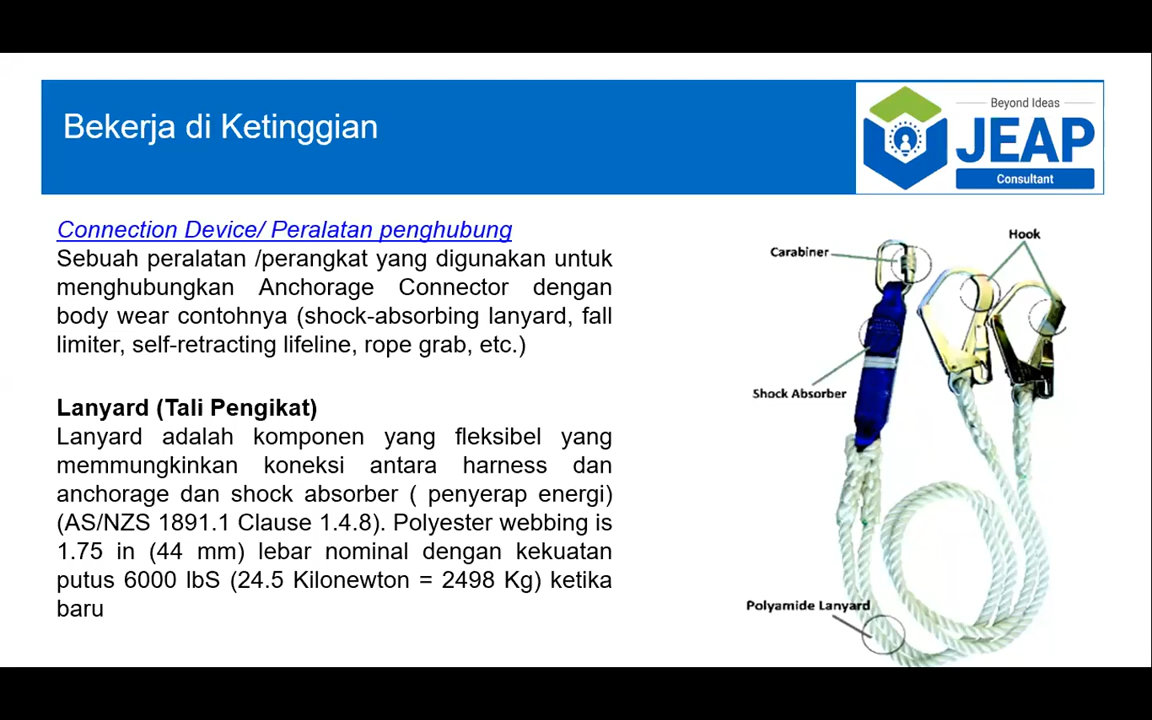 Bekerja di Ketinggian
Beyond Ideas
JEAP
Consultant
Connection Device/ Peralatan penghubung
Sebuah peralatan /perangkat yang digunakan untuk
menghubungkan Anchorage Connector dengan
body wear contohnya (shock-absorbing lanyard, fall
limiter, self-retracting lifeline, rope grab, etc.)
Lanyard (Tali Pengikat)
Lanyard adalah komponen yang fleksibel yang
memmungkinkan koneksi antara harness dan
anchorage dan shock absorber ( penyerap energi)
(AS/NZS 1891.1 Clause 1.4.8). Polyester webbing is
1.75 in (44 mm) lebar nominal dengan kekuatan
putus 6000 lbS (24.5 Kilonewton = 2498 Kg) ketika
baru
Hook
Carabiner
Shock Absorber
Polyamide Lanyard